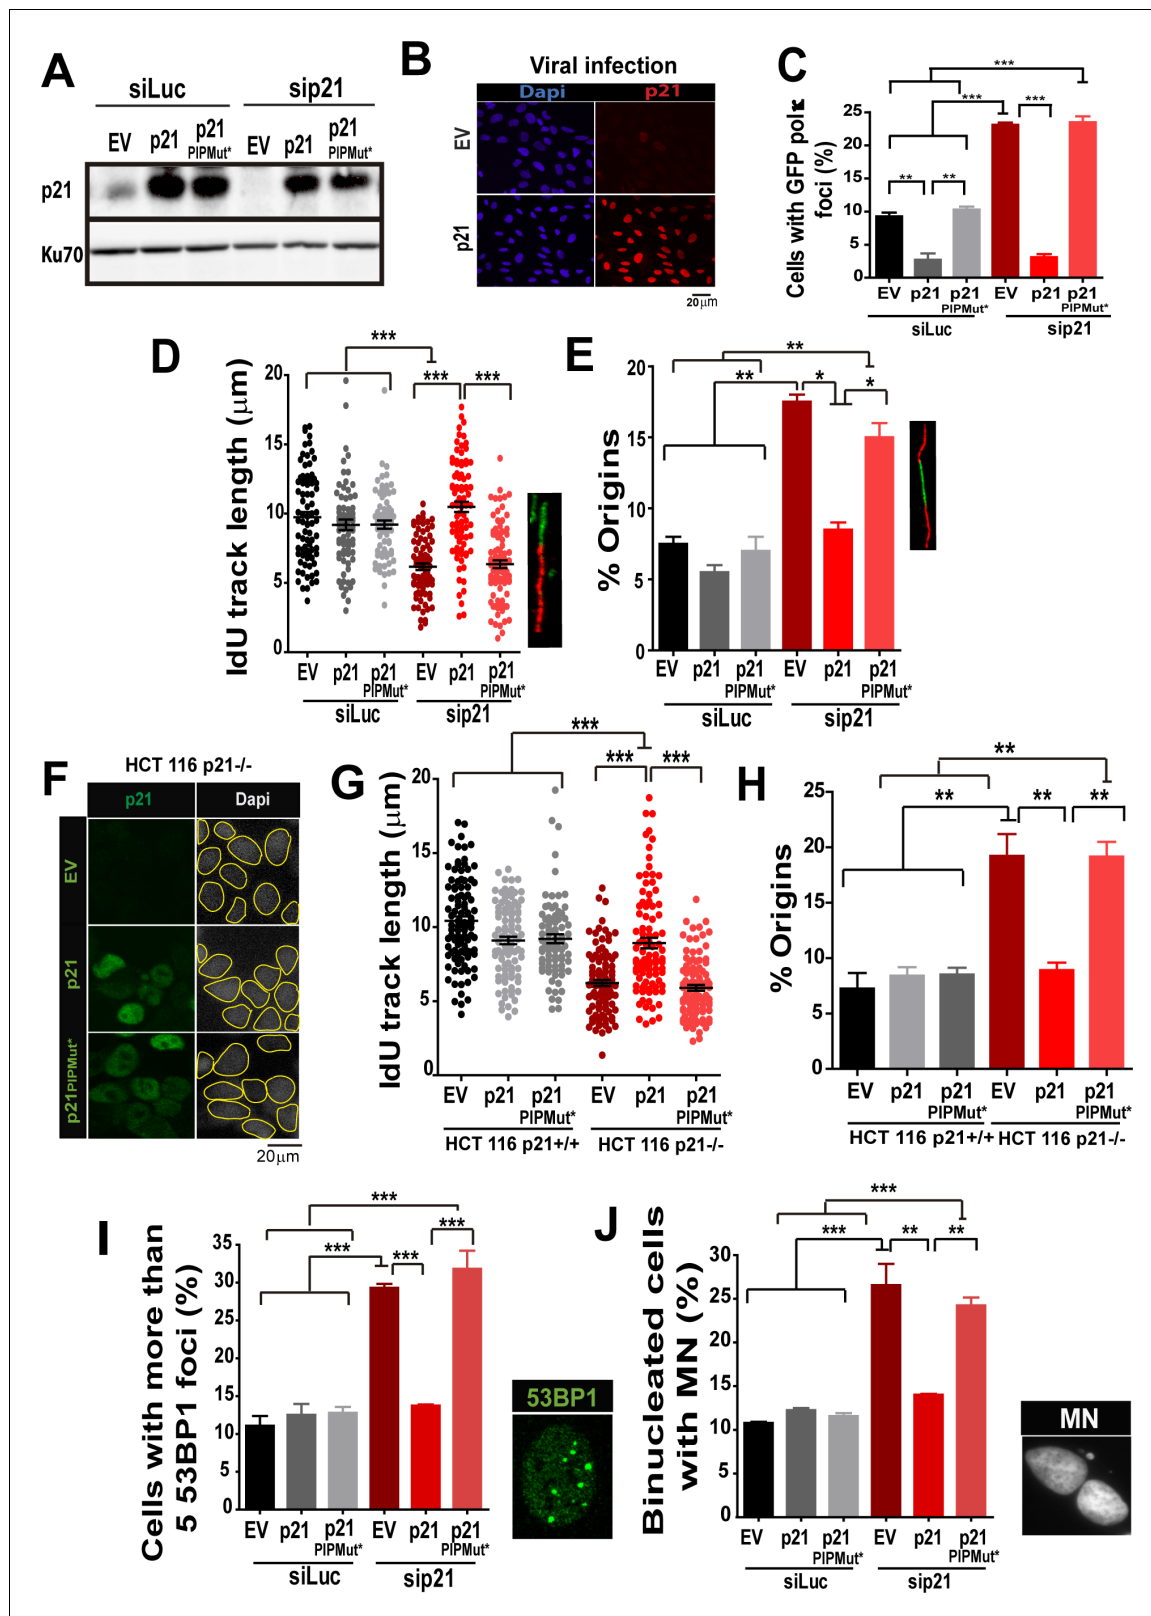 A
siLuc sip21
EV p21 p21 PIPMut* EV p21 p21 PIPMut*
p21
Ku70
B
Viral infection
Dapi p21
EV
p21
20 μm
C
Cells with GFP polκ foci (%)
25
20
15
10
5
0
*** *** *** ** **
EV p21 p21 PIPMut* EV p21 p21 PIPMut*
siLuc sip21
D
IdU track length (μm)
20
15
10
5
0
*** *** ***
EV p21 p21 PIPMut* EV p21 p21 PIPMut*
siLuc sip21
E
% Origins
20
15
10
5
0
** ** * *
EV p21 p21 PIPMut* EV p21 p21 PIPMut*
siLuc sip21
F
HCT 116 p21-/-
p21 Dapi
EV
p21
p21PIPMut*
20μm
G
IdU track length (μm)
20
15
10
5
0
*** *** ***
EV p21 p21 PIPMut* EV p21 p21 PIPMut*
HCT 116 p21+/+ HCT 116 p21-/-
H
% Origins
25
20
15
10
5
0
** ** ** **
EV p21 p21 PIPMut* EV p21 p21 PIPMut*
HCT 116 p21+/+ HCT 116 p21-/-
I
Cells with more than
5 53BP1 foci (%)
35
30
25
20
15
10
5
0
*** *** *** ***
EV p21 p21 PIPMut* EV p21 p21 PIPMut*
siLuc sip21
53BP1
J
Binucleated cells
with MN (%)
30
25
20
15
10
5
0
*** *** ** **
EV p21 p21 PIPMut* EV p21 p21 PIPMut*
siLuc sip21
MN